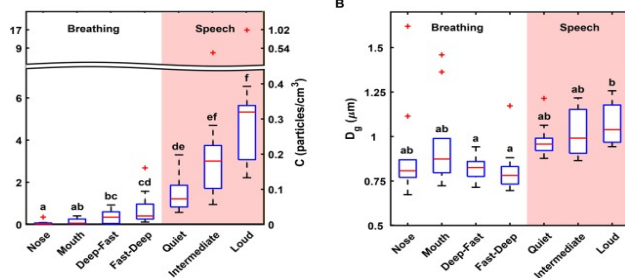 B
Breathing Speech
17 1.02
9 0.54
f
6 0.4
ef
de
4 0.3
0.2
cd
2 bc
0.1
a ab
0 0
C (particles/cm³)
Nose Mouth Deep-Fast Fast-Deep Quiet Intermediate Loud
Breathing Speech
1.5
1.25
b
ab
ab
1
ab ab
a
a
0.75
0.5
Dg (μm)
Nose Mouth Deep-Fast Fast-Deep Quiet Intermediate Loud